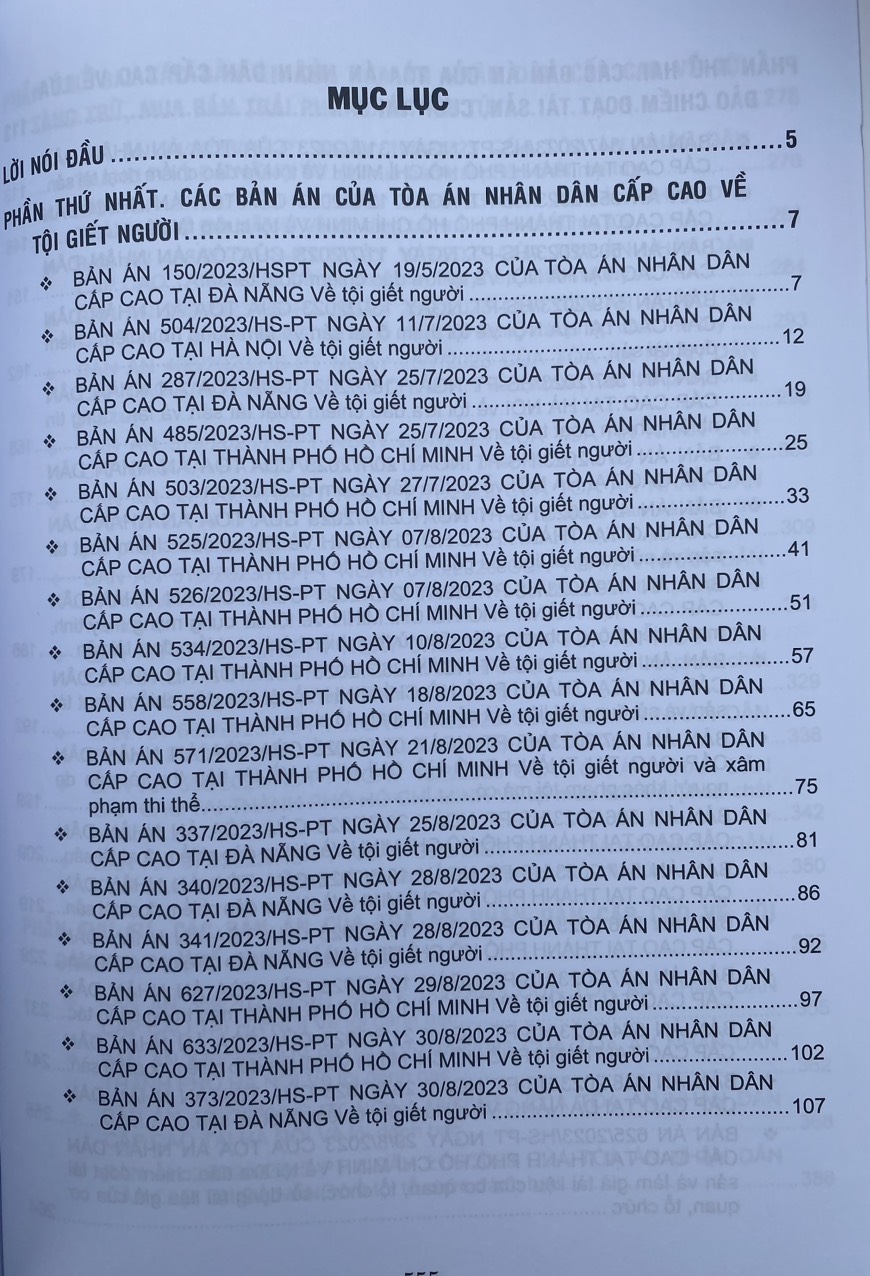 MỤC LỤC
LỜI NÓI ĐẦU ........................................ 5
PHẦN THỨ NHẤT. CÁC BẢN ÁN CỦA TÒA ÁN NHÂN DÂN CẤP CAO VỀ
TỘI GIẾT NGƯỜI ........................................ 7
❖ BẢN ÁN 150/2023/HSPT NGÀY 19/5/2023 CỦA TÒA ÁN NHÂN DÂN
CẤP CAO TẠI ĐÀ NẴNG Về tội giết người ........................................ 7
❖ BẢN ÁN 504/2023/HS-PT NGÀY 11/7/2023 CỦA TÒA ÁN NHÂN DÂN
CẤP CAO TẠI HÀ NỘI Về tội giết người ........................................ 12
❖ BẢN ÁN 287/2023/HS-PT NGÀY 25/7/2023 CỦA TÒA ÁN NHÂN DÂN
CẤP CAO TẠI ĐÀ NẴNG Về tội giết người ........................................ 19
❖ BẢN ÁN 485/2023/HS-PT NGÀY 25/7/2023 CỦA TÒA ÁN NHÂN DÂN
CẤP CAO TẠI THÀNH PHỐ HỒ CHÍ MINH Về tội giết người .................... 25
❖ BẢN ÁN 503/2023/HS-PT NGÀY 27/7/2023 CỦA TÒA ÁN NHÂN DÂN
CẤP CAO TẠI THÀNH PHỐ HỒ CHÍ MINH Về tội giết người .................... 33
❖ BẢN ÁN 525/2023/HS-PT NGÀY 07/8/2023 CỦA TÒA ÁN NHÂN DÂN
CẤP CAO TẠI THÀNH PHỐ HỒ CHÍ MINH Về tội giết người .................... 41
❖ BẢN ÁN 526/2023/HS-PT NGÀY 07/8/2023 CỦA TÒA ÁN NHÂN DÂN
CẤP CAO TẠI THÀNH PHỐ HỒ CHÍ MINH Về tội giết người .................... 51
❖ BẢN ÁN 534/2023/HS-PT NGÀY 10/8/2023 CỦA TÒA ÁN NHÂN DÂN
CẤP CAO TẠI THÀNH PHỐ HỒ CHÍ MINH Về tội giết người .................... 57
❖ BẢN ÁN 558/2023/HS-PT NGÀY 18/8/2023 CỦA TÒA ÁN NHÂN DÂN
CẤP CAO TẠI THÀNH PHỐ HỒ CHÍ MINH Về tội giết người .................... 65
❖ BẢN ÁN 571/2023/HS-PT NGÀY 21/8/2023 CỦA TÒA ÁN NHÂN DÂN
CẤP CAO TẠI THÀNH PHỐ HỒ CHÍ MINH Về tội giết người và xâm
phạm thi thể ........................................ 75
❖ BẢN ÁN 337/2023/HS-PT NGÀY 25/8/2023 CỦA TÒA ÁN NHÂN DÂN
CẤP CAO TẠI ĐÀ NẴNG Về tội giết người ........................................ 81
❖ BẢN ÁN 340/2023/HS-PT NGÀY 28/8/2023 CỦA TÒA ÁN NHÂN DÂN
CẤP CAO TẠI ĐÀ NẴNG Về tội giết người ........................................ 86
❖ BẢN ÁN 341/2023/HS-PT NGÀY 28/8/2023 CỦA TÒA ÁN NHÂN DÂN
CẤP CAO TẠI ĐÀ NẴNG Về tội giết người ........................................ 92
❖ BẢN ÁN 627/2023/HS-PT NGÀY 29/8/2023 CỦA TÒA ÁN NHÂN DÂN
CẤP CAO TẠI THÀNH PHỐ HỒ CHÍ MINH Về tội giết người .................... 97
❖ BẢN ÁN 633/2023/HS-PT NGÀY 30/8/2023 CỦA TÒA ÁN NHÂN DÂN
CẤP CAO TẠI THÀNH PHỐ HỒ CHÍ MINH Về tội giết người .................... 102
❖ BẢN ÁN 373/2023/HS-PT NGÀY 30/8/2023 CỦA TÒA ÁN NHÂN DÂN
CẤP CAO TẠI ĐÀ NẴNG Về tội giết người ........................................ 107